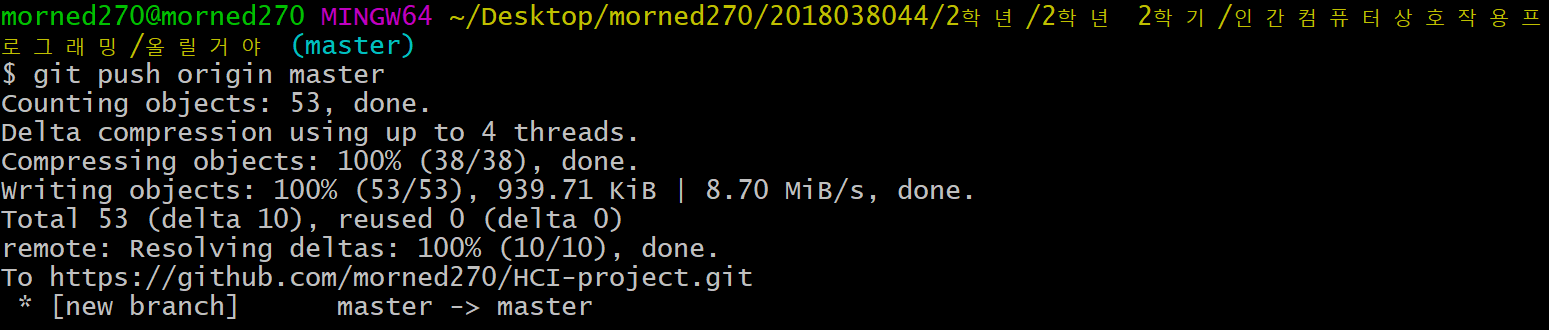 morned270@morned270 MINGW64 ~/Desktop/morned270/2018038044/2학년/2학년 2학기/인간컴퓨터상호작용프
로그래밍/올릴거야 (master)
$ git push origin master
Counting objects: 53, done.
Delta compression using up to 4 threads.
Compressing objects: 100% (38/38), done.
Writing objects: 100% (53/53), 939.71 KiB | 8.70 MiB/s, done.
Total 53 (delta 10), reused 0 (delta 0)
remote: Resolving deltas: 100% (10/10), done.
To https://github.com/morned270/HCI-project.git
 * [new branch]      master -> master